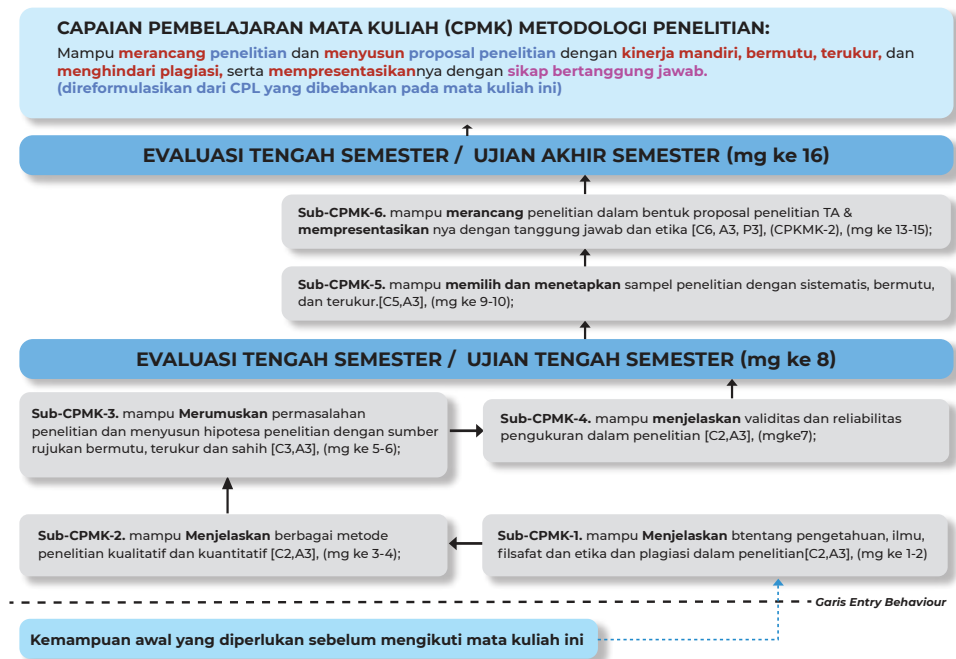 CAPAIAN PEMBELAJARAN MATA KULIAH (CPMK) METODOLOGI PENELITIAN:
Mampu merancang penelitian dan menyusun proposal penelitian dengan kinerja mandiri, bermutu, terukur, dan
menghindari plagiasi, serta mempresentasikannya dengan sikap bertanggung jawab.
(direformulasikan dari CPL yang dibebankan pada mata kuliah ini)
EVALUASI TENGAH SEMESTER / UJIAN AKHIR SEMESTER (mg ke 16)
Sub-CPMK-6. mampu merancang penelitian dalam bentuk proposal penelitian TA &
mempresentasikan nya dengan tanggung jawab dan etika [C6, A3, P3], (CPKMK-2), (mg ke 13-15);
Sub-CPMK-5. mampu memilih dan menetapkan sampel penelitian dengan sistematis, bermutu,
dan terukur.[C5,A3], (mg ke 9-10);
EVALUASI TENGAH SEMESTER / UJIAN TENGAH SEMESTER (mg ke 8)
Sub-CPMK-3. mampu Merumuskan permasalahan
penelitian dan menyusun hipotesa penelitian dengan sumber
rujukan bermutu, terukur dan sahih [C3,A3], (mg ke 5-6);
Sub-CPMK-4. mampu menjelaskan validitas dan reliabilitas
pengukuran dalam penelitian [C2,A3], (mgke7);
Sub-CPMK-2. mampu Menjelaskan berbagai metode
penelitian kualitatif dan kuantitatif [C2,A3], (mg ke 3-4);
Sub-CPMK-1. mampu Menjelaskan btentang pengetahuan, ilmu,
filsafat dan etika dan plagiasi dalam penelitian[C2,A3], (mg ke 1-2)
Garis Entry Behaviour
Kemampuan awal yang diperlukan sebelum mengikuti mata kuliah ini